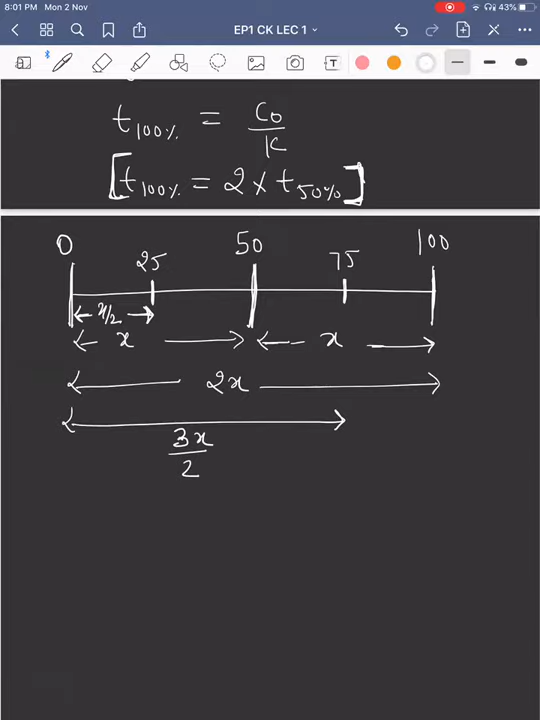 8:01 PM Mon 2 Nov 43%
EP1 CK LEC 1
T
t100% = C0/K
[t100% = 2 × t50%]
0 25 50 75 100
x/2
x x
2x
3x/2